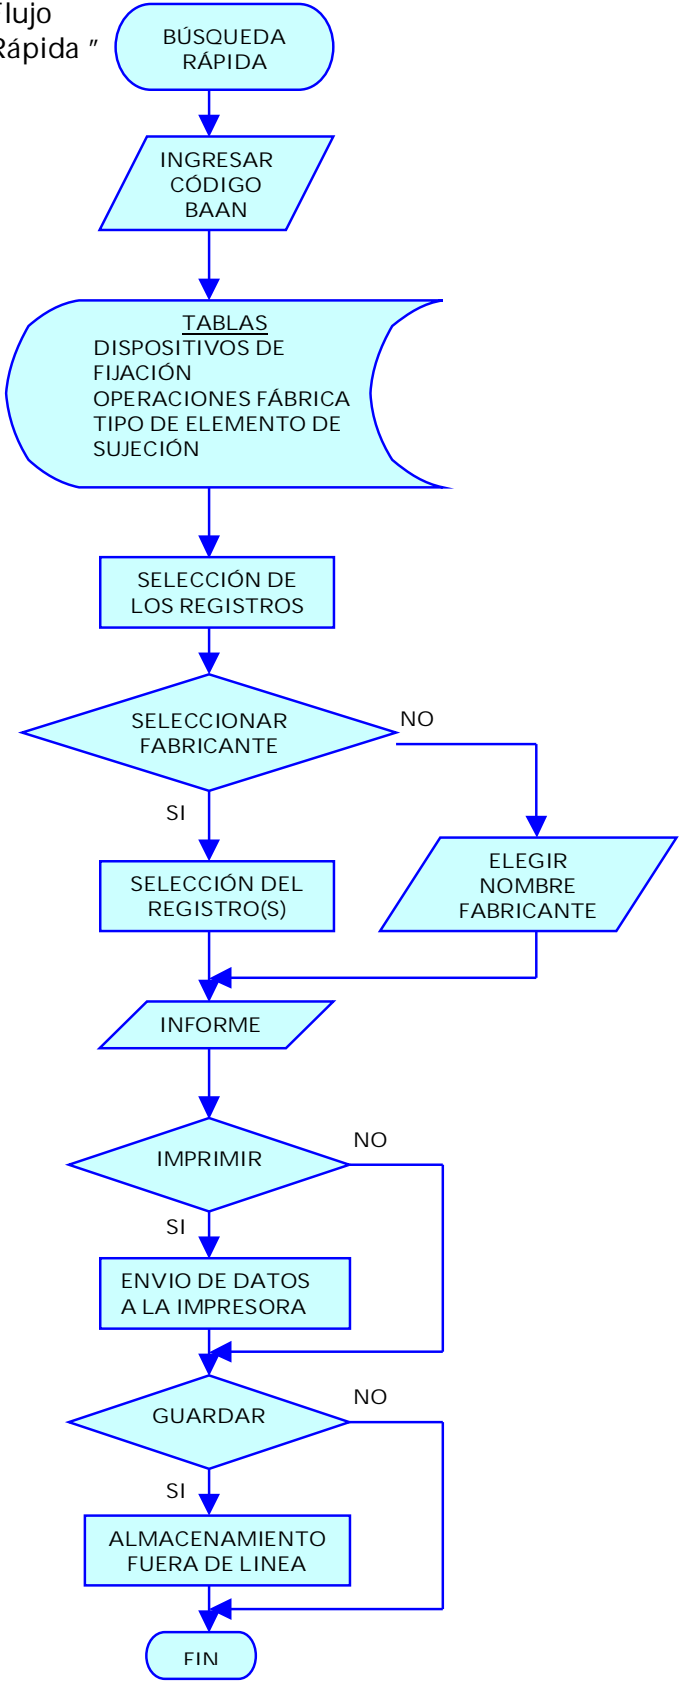 Flujo
Rápida "
BÚSQUEDA
RÁPIDA
INGRESAR
CÓDIGO
BAAN
TABLAS
DISPOSITIVOS DE
FIJACIÓN
OPERACIONES FÁBRICA
TIPO DE ELEMENTO DE
SUJECIÓN
SELECCIÓN DE
LOS REGISTROS
SELECCIONAR
FABRICANTE
NO
SI
SELECCIÓN DEL
REGISTRO(S)
ELEGIR
NOMBRE
FABRICANTE
INFORME
IMPRIMIR
NO
SI
ENVIO DE DATOS
A LA IMPRESORA
GUARDAR
NO
SI
ALMACENAMIENTO
FUERA DE LINEA
FIN